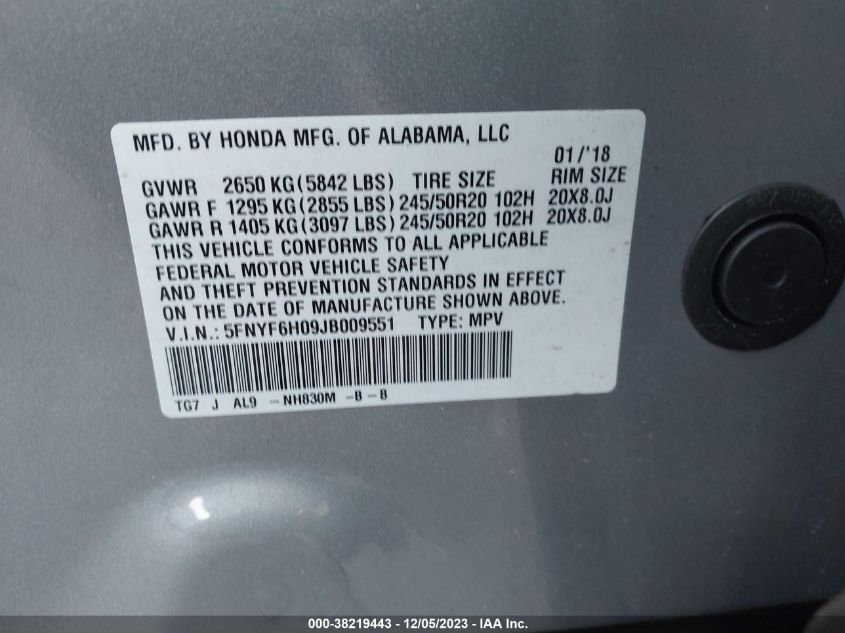 MFD. BY HONDA MFG. OF ALABAMA, LLC
01/'18
GVWR 2650 KG(5842 LBS) TIRE SIZE RIM SIZE
GAWR F 1295 KG(2855 LBS) 245/50R20 102H 20X8.0J
GAWR R 1405 KG(3097 LBS) 245/50R20 102H 20X8.0J
THIS VEHICLE CONFORMS TO ALL APPLICABLE
FEDERAL MOTOR VEHICLE SAFETY
AND THEFT PREVENTION STANDARDS IN EFFECT
ON THE DATE OF MANUFACTURE SHOWN ABOVE.
V.I.N.: 5FNYF6H09JB009551 TYPE: MPV
TG7 J AL9 -NH830M -B-B
000-38219443 - 12/05/2023 - IAA Inc.